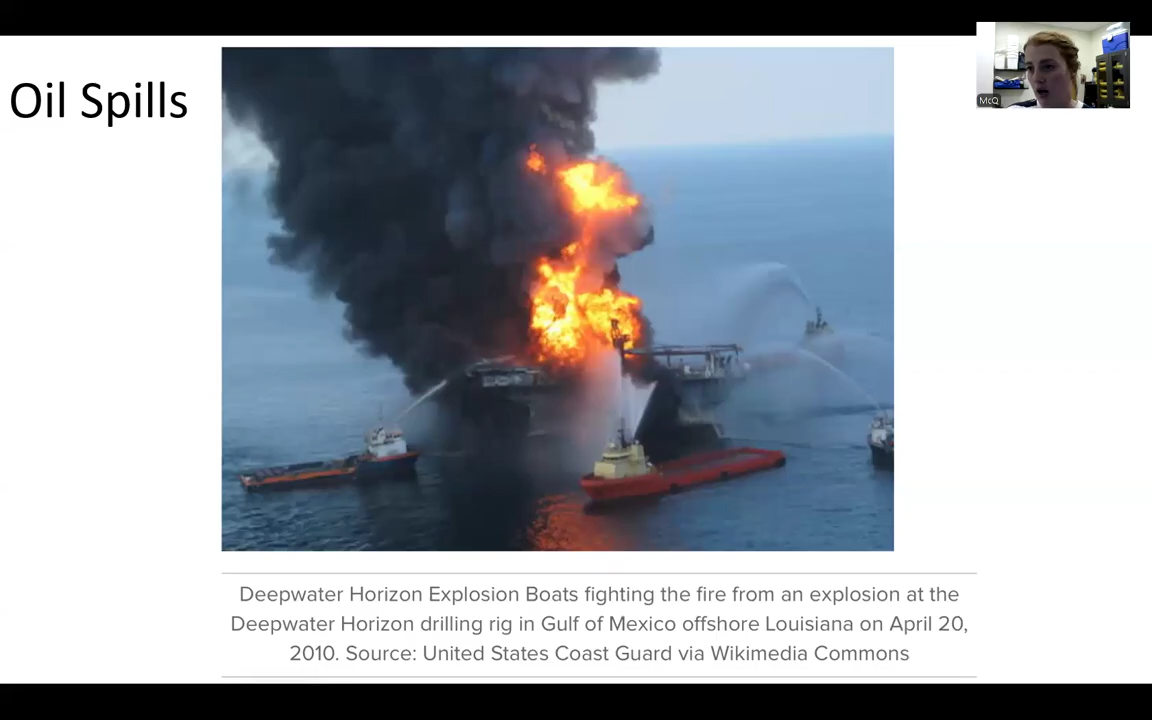 Oil Spills
McQ
Deepwater Horizon Explosion Boats fighting the fire from an explosion at the
Deepwater Horizon drilling rig in Gulf of Mexico offshore Louisiana on April 20,
2010. Source: United States Coast Guard via Wikimedia Commons